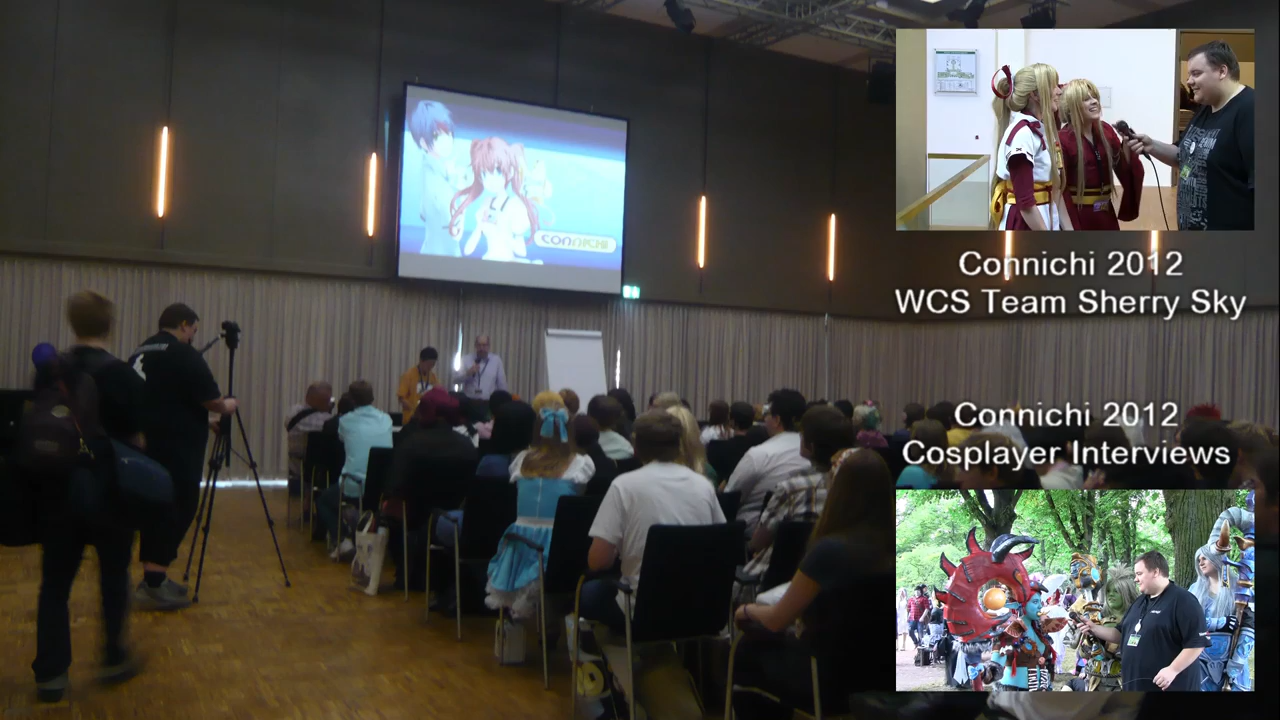 CONNICHI
Connichi 2012
WCS Team Sherry Sky
Connichi 2012
Cosplayer Interviews